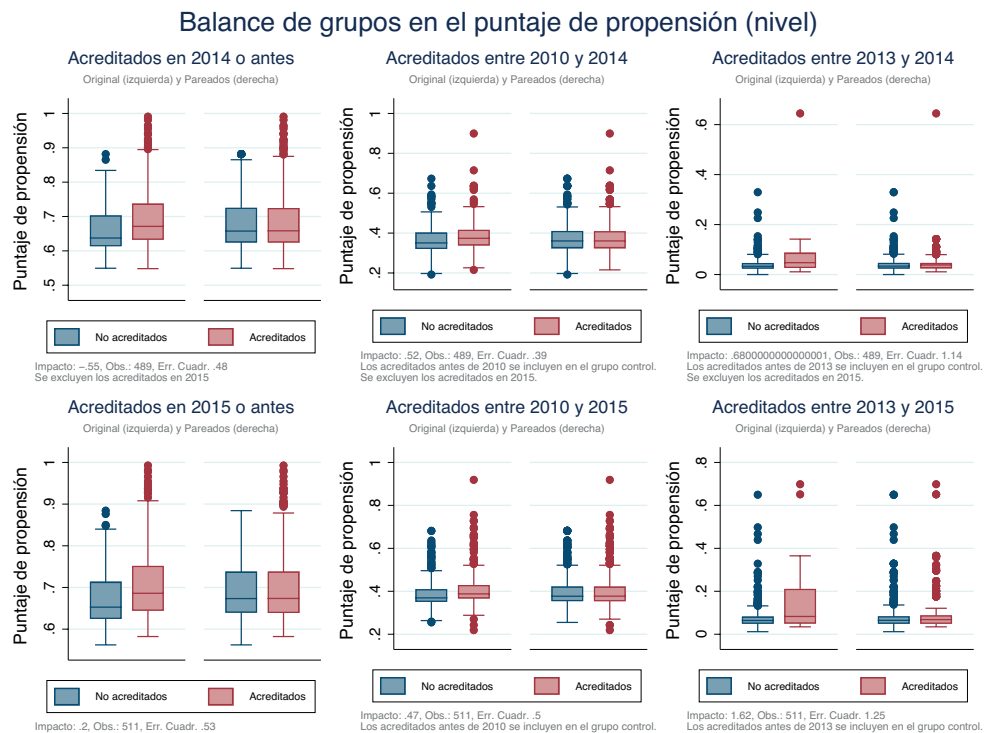 Balance de grupos en el puntaje de propensión (nivel)
Acreditados en 2014 o antes
Original (izquierda) y Pareados (derecha)
Puntaje de propensión
.5 .6 .7 .8 .9 1
No acreditados Acreditados
Impacto: −.55, Obs.: 489, Err. Cuadr. .48
Se excluyen los acreditados en 2015
Acreditados entre 2010 y 2014
Original (izquierda) y Pareados (derecha)
Puntaje de propensión
.2 .4 .6 .8 1
No acreditados Acreditados
Impacto: .52, Obs.: 489, Err. Cuadr. .39
Los acreditados antes de 2010 se incluyen en el grupo control.
Se excluyen los acreditados en 2015.
Acreditados entre 2013 y 2014
Original (izquierda) y Pareados (derecha)
Puntaje de propensión
0 .2 .4 .6
No acreditados Acreditados
Impacto: .6800000000000001, Obs.: 489, Err. Cuadr. 1.14
Los acreditados antes de 2013 se incluyen en el grupo control.
Se excluyen los acreditados en 2015.
Acreditados en 2015 o antes
Original (izquierda) y Pareados (derecha)
Puntaje de propensión
.6 .7 .8 .9 1
No acreditados Acreditados
Impacto: .2, Obs.: 511, Err. Cuadr. .53
Acreditados entre 2010 y 2015
Original (izquierda) y Pareados (derecha)
Puntaje de propensión
.2 .4 .6 .8 1
No acreditados Acreditados
Impacto: .47, Obs.: 511, Err. Cuadr. .5
Los acreditados antes de 2010 se incluyen en el grupo control.
Acreditados entre 2013 y 2015
Original (izquierda) y Pareados (derecha)
Puntaje de propensión
0 .2 .4 .6 .8
No acreditados Acreditados
Impacto: 1.62, Obs.: 511, Err. Cuadr. 1.25
Los acreditados antes de 2013 se incluyen en el grupo control.